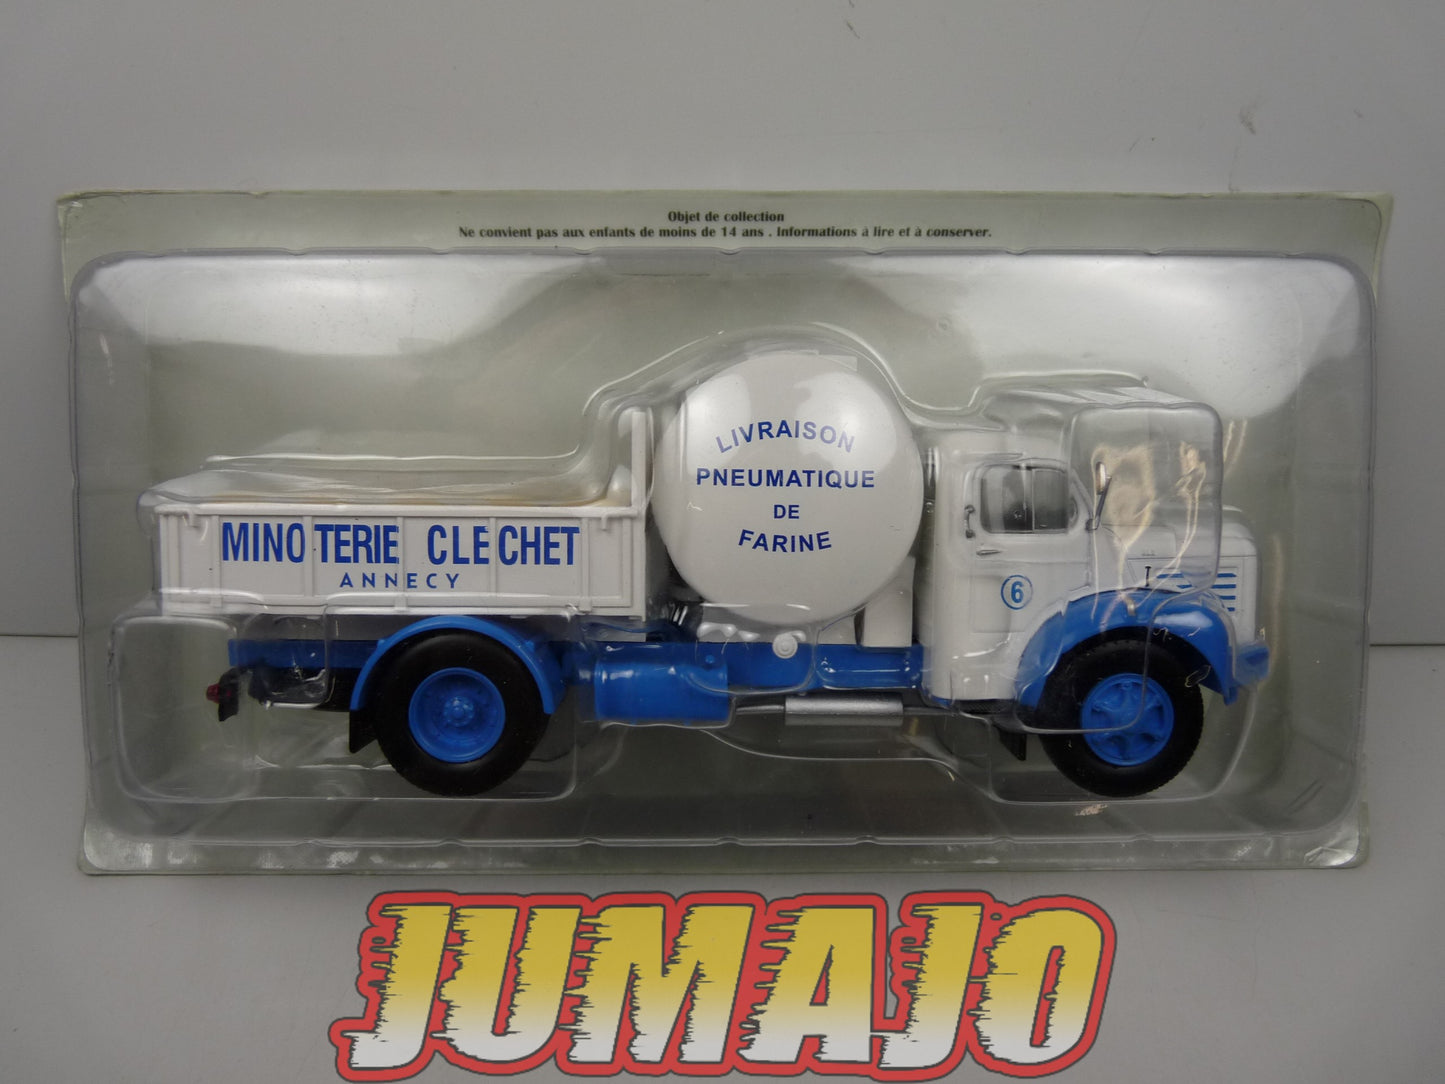 Objet de collection
Ne convient pas aux enfants de moins de 14 ans . Informations à lire et à conserver.
LIVRAISON
PNEUMATIQUE
DE
FARINE
MINOTERIE CLECHET
ANNECY
6
JUMAJO